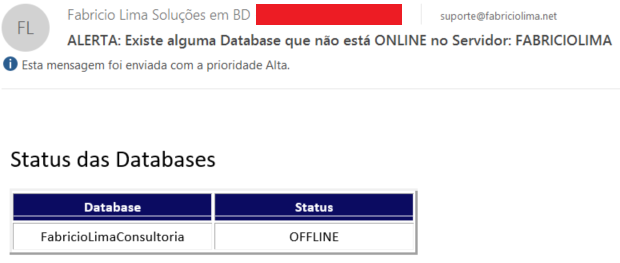 FL
Fabricio Lima Soluções em BD
suporte@fabriciolima.net
ALERTA: Existe alguma Database que não está ONLINE no Servidor: FABRICIOLIMA
Esta mensagem foi enviada com a prioridade Alta.
Status das Databases
Database Status
FabricioLimaConsultoria OFFLINE